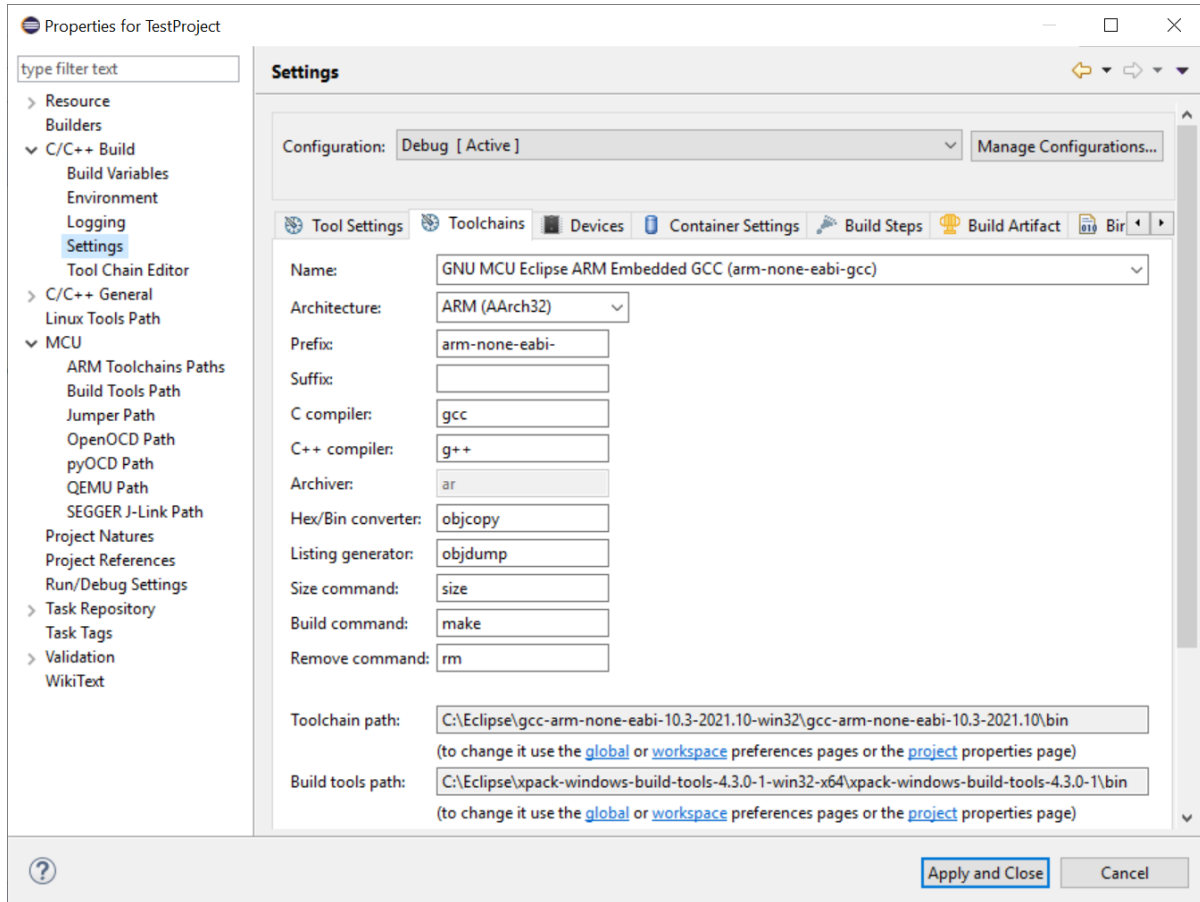 Properties for TestProject
type filter text
Resource
Builders
C/C++ Build
Build Variables
Environment
Logging
Settings
Tool Chain Editor
C/C++ General
Linux Tools Path
MCU
ARM Toolchains Paths
Build Tools Path
Jumper Path
OpenOCD Path
pyOCD Path
QEMU Path
SEGGER J-Link Path
Project Natures
Project References
Run/Debug Settings
Task Repository
Task Tags
Validation
WikiText
Settings
Configuration: Debug [ Active ] Manage Configurations...
Tool Settings Toolchains Devices Container Settings Build Steps Build Artifact 010 Bir
Name: GNU MCU Eclipse ARM Embedded GCC (arm-none-eabi-gcc)
Architecture: ARM (AArch32)
Prefix: arm-none-eabi-
Suffix:
C compiler: gcc
C++ compiler: g++
Archiver: ar
Hex/Bin converter: objcopy
Listing generator: objdump
Size command: size
Build command: make
Remove command: rm
Toolchain path: C:\Eclipse\gcc-arm-none-eabi-10.3-2021.10-win32\gcc-arm-none-eabi-10.3-2021.10\bin
(to change it use the global or workspace preferences pages or the project properties page)
Build tools path: C:\Eclipse\xpack-windows-build-tools-4.3.0-1-win32-x64\xpack-windows-build-tools-4.3.0-1\bin
(to change it use the global or workspace preferences pages or the project properties page)
? Apply and Close Cancel